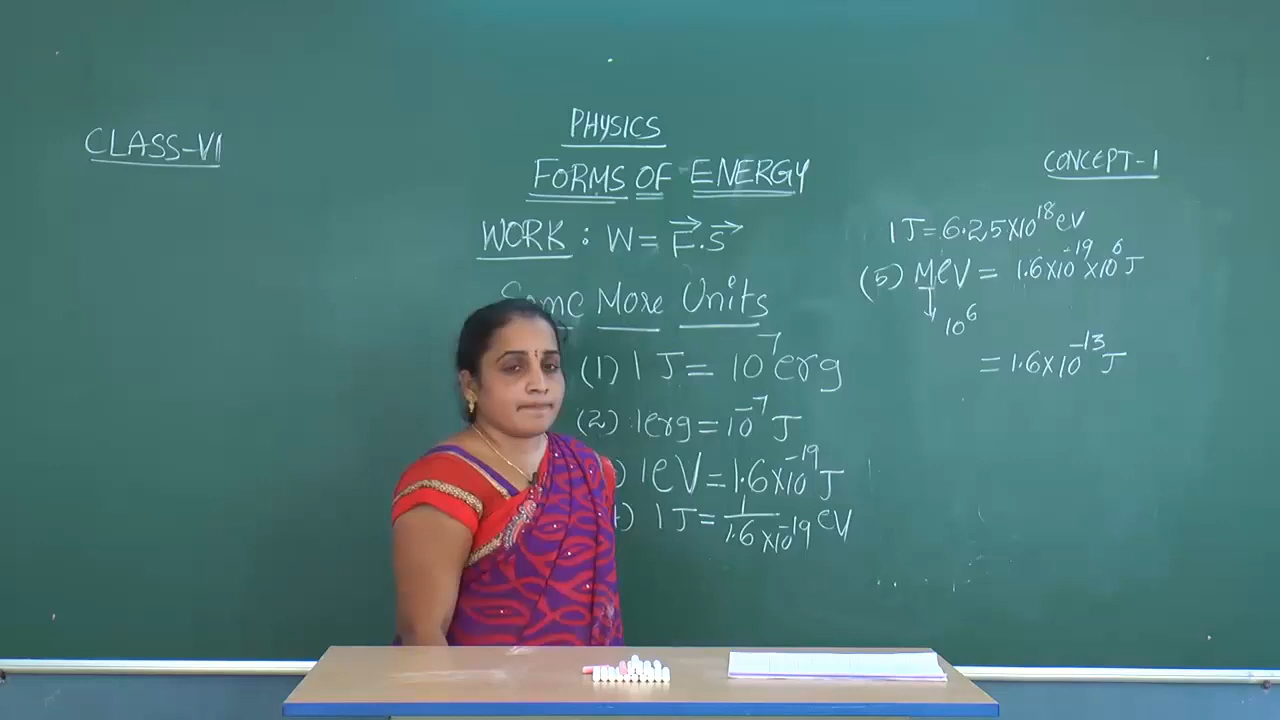 CLASS-VI
PHYSICS
FORMS OF ENERGY
WORK : W = F⃗.S⃗
Some More Units
(1) 1 J = 10⁷ erg
(2) 1erg = 10⁻⁷ J
) 1eV = 1.6×10⁻¹⁹ J
) 1 J = 1/1.6×10⁻¹⁹ eV
CONCEPT-1
1J = 6.25×10¹⁸ eV
(5) MeV = 1.6×10⁻¹⁹×10⁶ J
↓ 10⁶
= 1.6×10⁻¹³ J